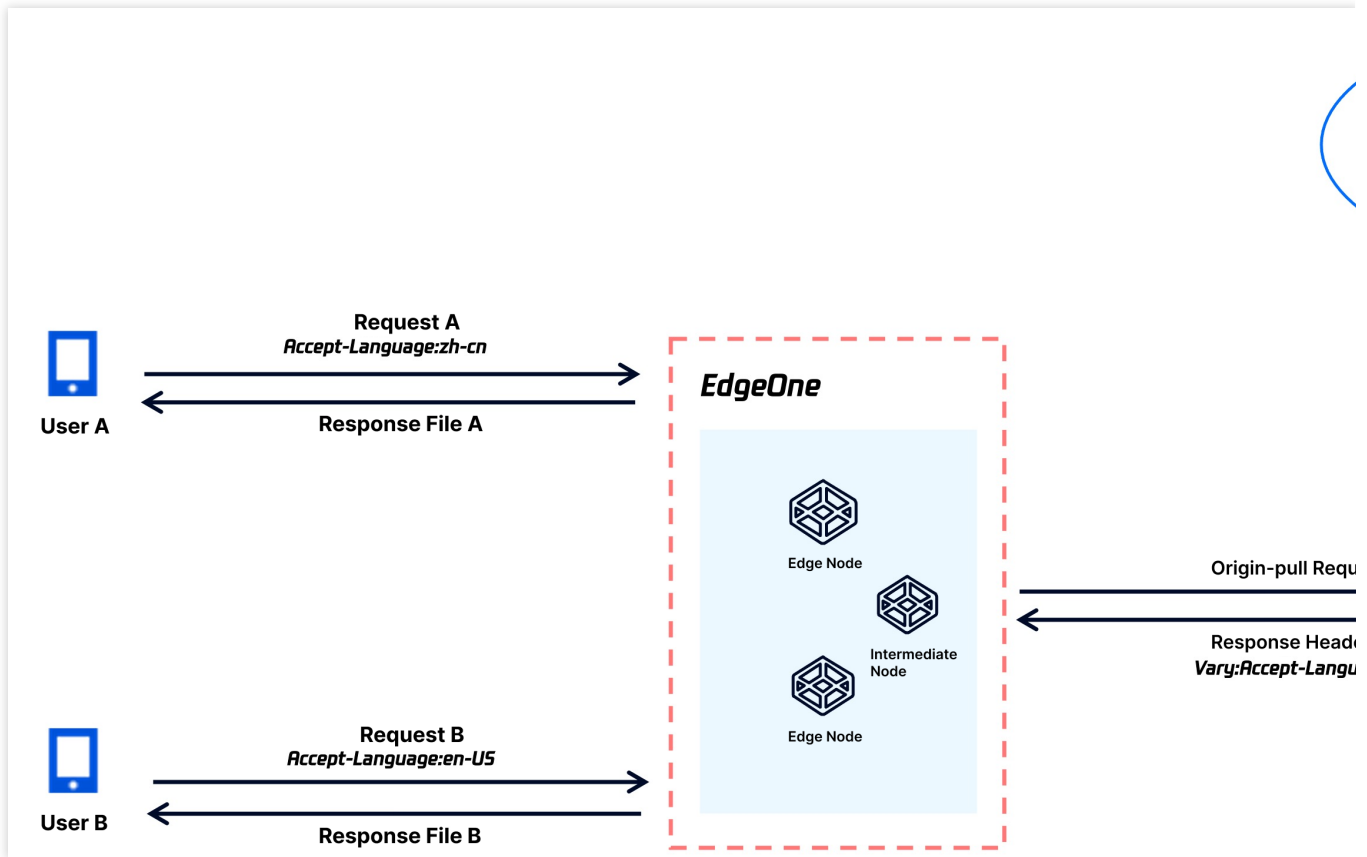 Request A
Accept-Language:zh-cn
User A
Response File A
EdgeOne
Edge Node
Intermediate
Node
Edge Node
Origin-pull
Response
Request B
Accept-Language:en-US
User B
Response File B